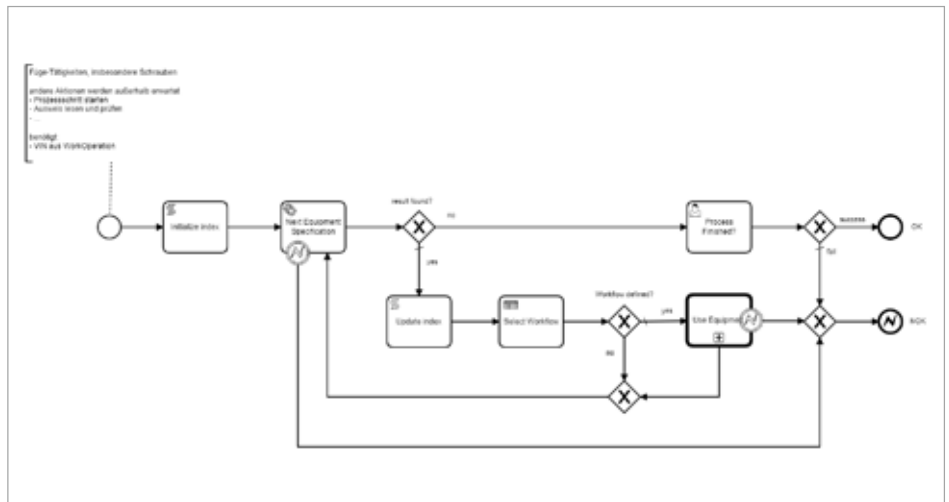 Füge-Tätigkeiten, insbesondere Schrauben
andere Aktionen werden außerhalb erwartet
- Prozessschritt starten
- Ausweis lesen und prüfen
- ...
benötigt:
- VIN aus WorkOperation
result found?
no
success
Initialize Index
Next Equipment
Specification
Process
Finished?
OK
fail
yes
Workflow defined?
yes
Update Index
Select Workflow
Use Equipment
NOK
no